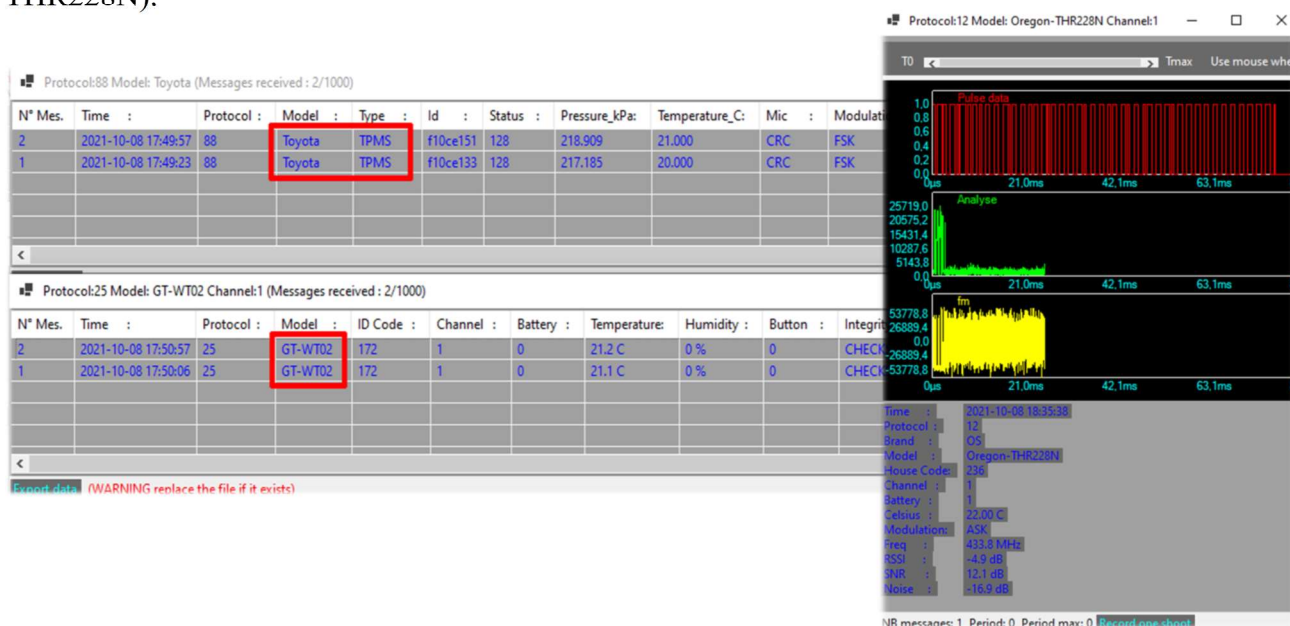 THR228N).
Protocol:88 Model: Toyota (Messages received : 2/1000)
N° Mes. Time : Protocol : Model : Type : Id : Status : Pressure_kPa: Temperature_C: Mic : Modulati
2 2021-10-08 17:49:57 88 Toyota TPMS f10ce151 128 218.909 21.000 CRC FSK
1 2021-10-08 17:49:23 88 Toyota TPMS f10ce133 128 217.185 20.000 CRC FSK
Protocol:25 Model: GT-WT02 Channel:1 (Messages received : 2/1000)
N° Mes. Time : Protocol : Model : ID Code : Channel : Battery : Temperature: Humidity : Button : Integrit
2 2021-10-08 17:50:57 25 GT-WT02 172 1 0 21.2 C 0 % 0 CHECK
1 2021-10-08 17:50:06 25 GT-WT02 172 1 0 21.1 C 0 % 0 CHECK
Export data (WARNING replace the file if it exists)
Protocol:12 Model: Oregon-THR228N Channel:1
T0 Tmax Use mouse whe
Pulse data
1,0
0,8
0,6
0,4
0,2
0,0
0µs 21,0ms 42,1ms 63,1ms
Analyse
25719,0
20575,2
15431,4
10287,6
5143,8
0,0
0µs 21,0ms 42,1ms 63,1ms
fm
53778,8
26889,4
0,0
-26889,4
-53778,8
0µs 21,0ms 42,1ms 63,1ms
Time : 2021-10-08 18:35:38
Protocol : 12
Brand : OS
Model : Oregon-THR228N
House Code: 236
Channel : 1
Battery : 1
Celsius : 22.00 C
Modulation: ASK
Freq : 433.8 MHz
RSSI : -4.9 dB
SNR : 12.1 dB
Noise : -16.9 dB
NB messages: 1 Period: 0 Period max: 0 Record one shoot